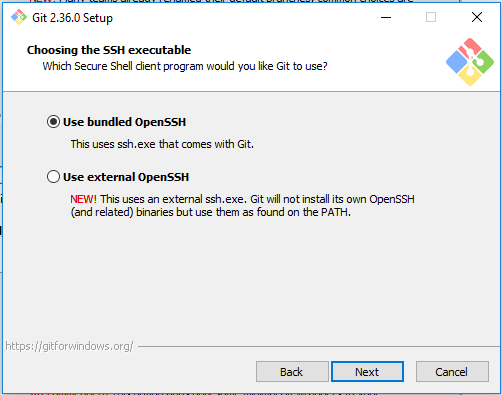 Git 2.36.0 Setup
Choosing the SSH executable
Which Secure Shell client program would you like Git to use?
Use bundled OpenSSH
This uses ssh.exe that comes with Git.
Use external OpenSSH
NEW! This uses an external ssh.exe. Git will not install its own OpenSSH
(and related) binaries but use them as found on the PATH.
https://gitforwindows.org/
Back
Next
Cancel